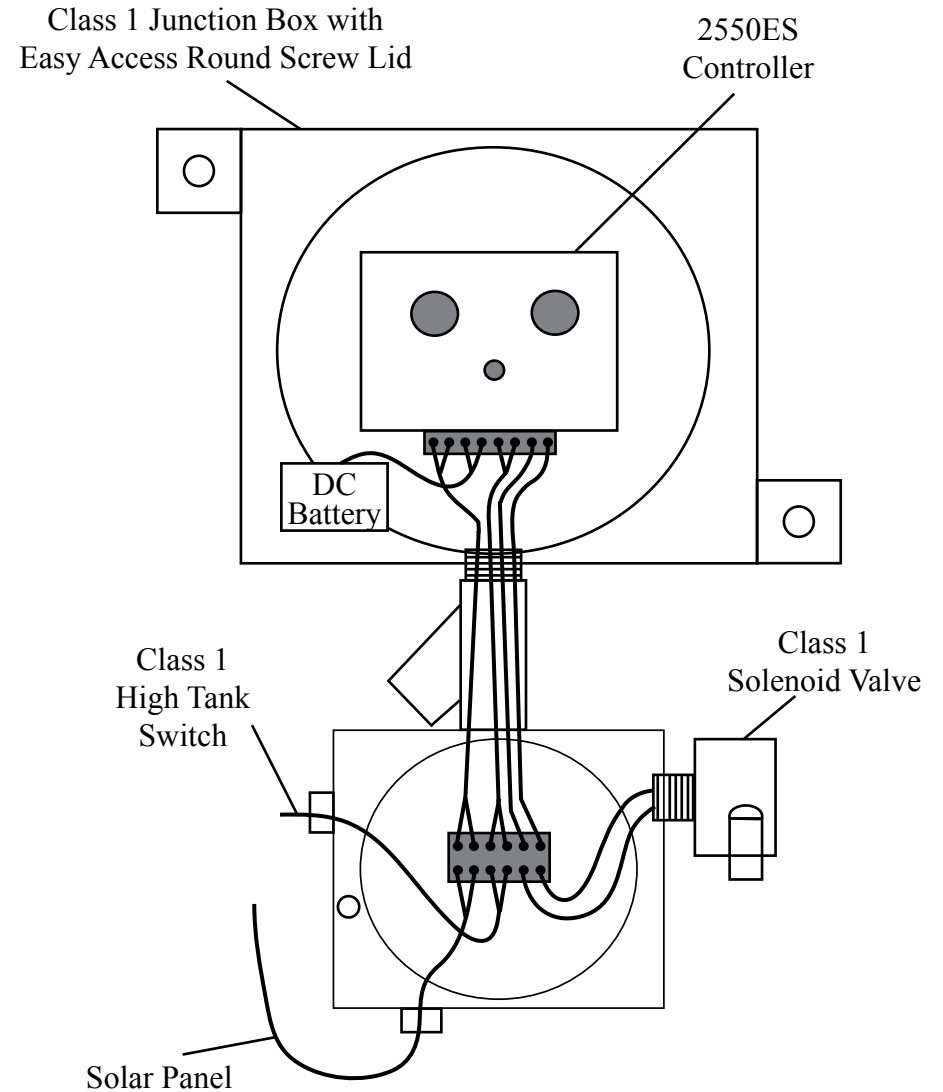 Class 1 Junction Box with
Easy Access Round Screw Lid
2550ES
Controller
DC
Battery
Class 1
High Tank
Switch
Class 1
Solenoid Valve
Solar Panel